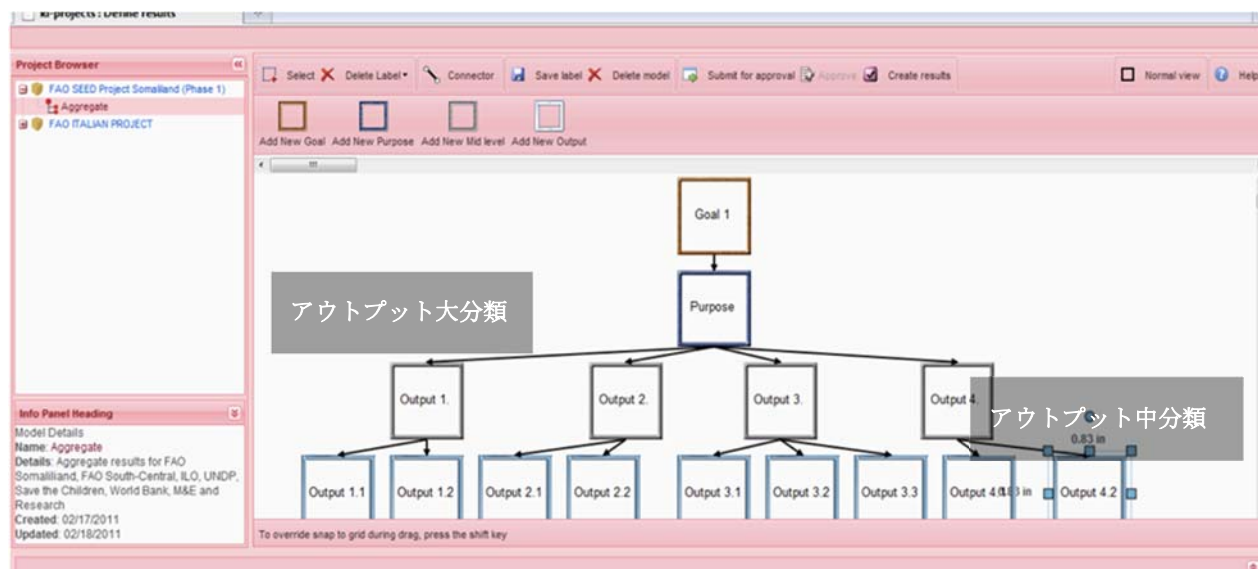 ki-projects : Define results
Project Browser
FAO SEED Project Somaliland (Phase 1)
Aggregate
FAO ITALIAN PROJECT
Select Delete Label Connector Save label Delete model Submit for approval Approve Create results Normal view Help
Add New Goal Add New Purpose Add New Mid level Add New Output
Goal 1
アウトプット大分類
Purpose
Output 1. Output 2. Output 3. Output 4.
アウトプット中分類
0.83 in
Output 1.1 Output 1.2 Output 2.1 Output 2.2 Output 3.1 Output 3.2 Output 3.3 Output 4. in Output 4.2
Info Panel Heading
Model Details
Name: Aggregate
Details: Aggregate results for FAO
Somaliland, FAO South-Central, ILO, UNDP,
Save the Children, World Bank, M&E and
Research
Created: 02/17/2011
Updated: 02/18/2011
To override snap to grid during drag, press the shift key